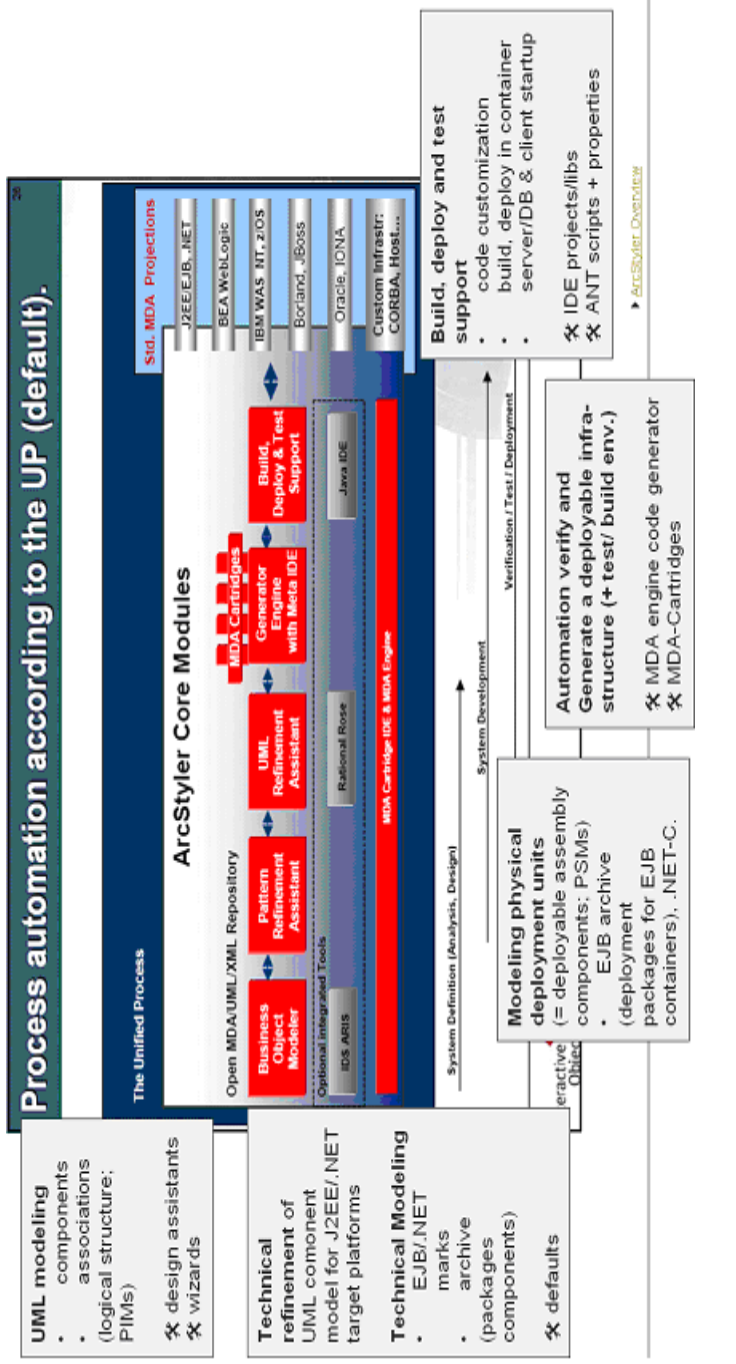 26
Process automation according to the UP (default).
The Unified Process
Std. MDA Projections
ArcStyler Core Modules
Open MDA/UML/XML Repository
MDA Cartridges
Business
Object
Modeler
Pattern
Refinement
Assistant
UML
Refinement
Assistant
Generator
Engine
with Meta IDE
Build,
Deploy & Test
Support
Optional integrated Tools
IDS ARIS
Rational Rose
Java IDE
MDA Cartridge IDE & MDA Engine
J2EE/EJB, .NET
BEA WebLogic
IBM WAS NT, z/OS
Borland, JBoss
Oracle, IONA
Custom Infrastr:
CORBA, Host...
System Definition (Analysis, Design)
System Development
Verification / Test / Deployment
UML modeling
• components
• associations
(logical structure;
PIMs)
🛠 design assistants
🛠 wizards
Technical
refinement of
UML comonent
model for J2EE/.NET
target platforms
Technical Modeling
• EJB/.NET
marks
• archive
(packages
components)
🛠 defaults
eractive
Objec
Modeling physical
deployment units
(= deployable assembly
components; PSMs)
• EJB archive
(deployment
packages for EJB
containers), .NET-C.
Automation verify and
Generate a deployable infra-
structure (+ test/ build env.)
🛠 MDA engine code generator
🛠 MDA-Cartridges
Build, deploy and test
support
• code customization
• build, deploy in container
• server/DB & client startup
🛠 IDE projects/libs
🛠 ANT scripts + properties
▸ ArcStyler Overview